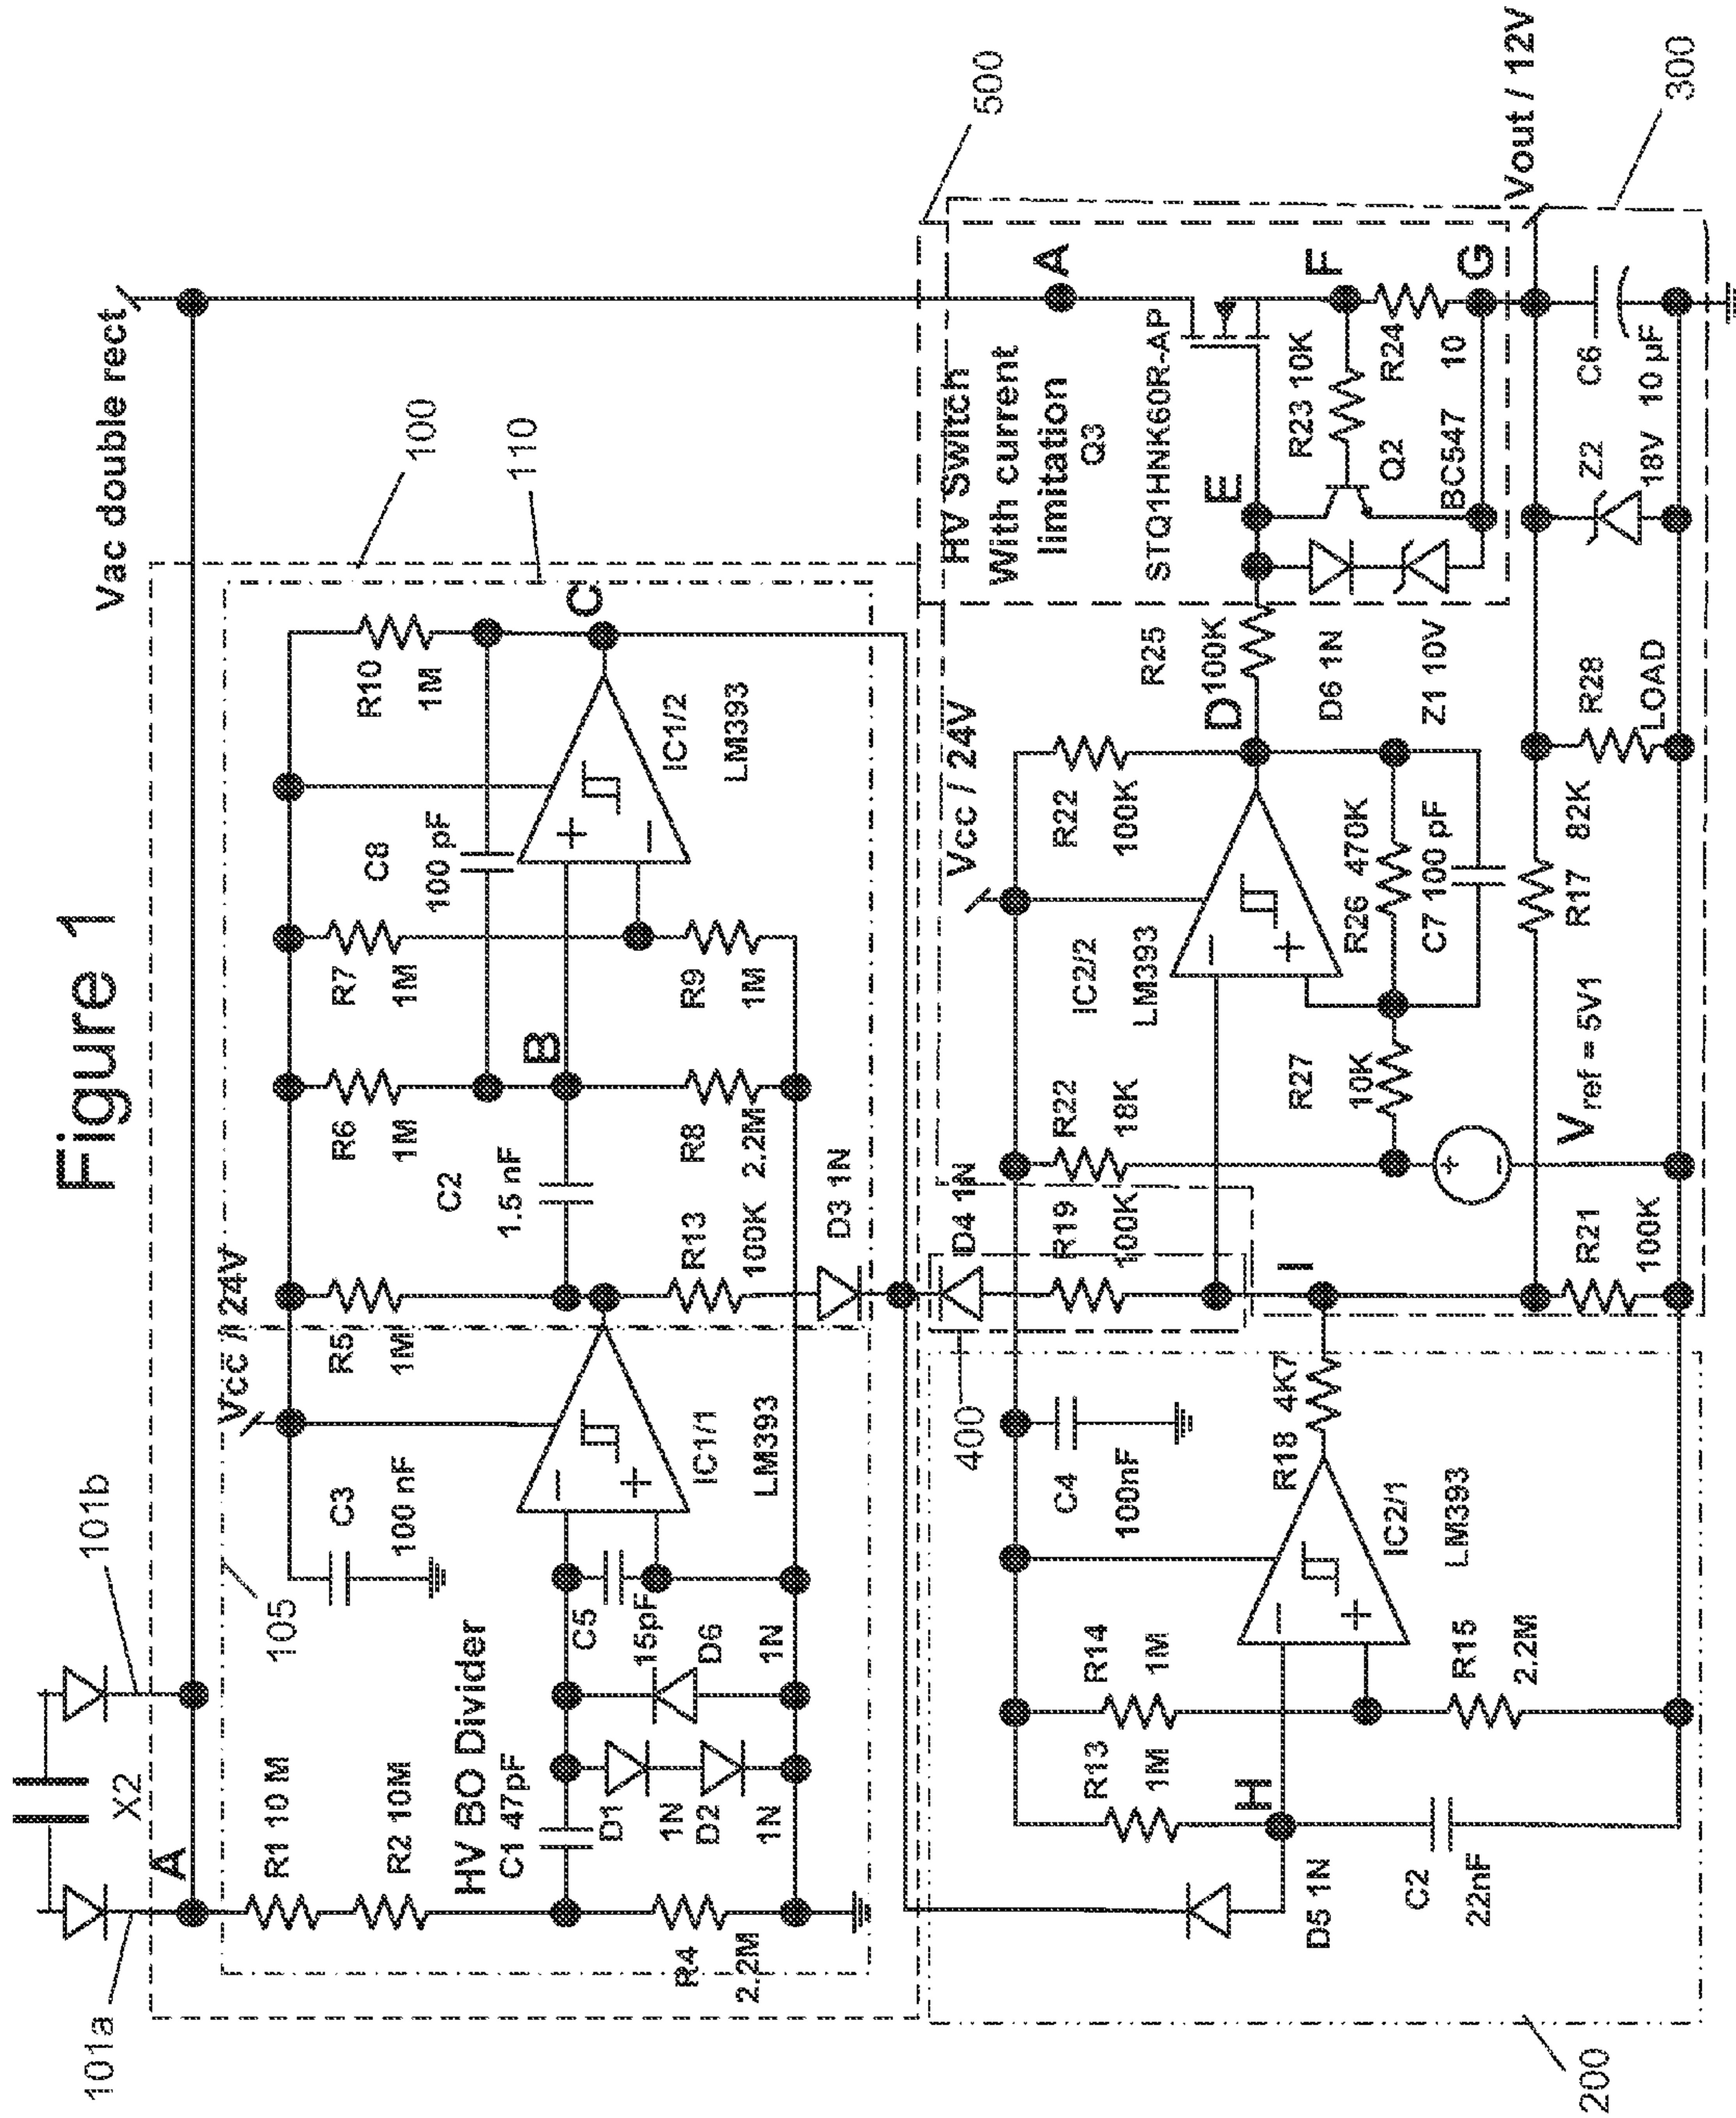 Figure 1
101a
X2
101b
Vac double rect
A
100
110
105
Vcc / 24V
R1 10 M
R2 10M
HV BO Divider
C1 47pF
R4
2.2M
D1
1N
D2
1N
C5
15pF
D6
1N
C3
100 nF
IC1/1
LM393
R5
1M
R13
100K
D3 1N
C2
1.5 nF
R6
1M
B
R8
2.2M
R7
1M
R9
1M
C8
100 pF
IC1/2
LM393
R10
1M
C
500
HV Switch
With current
limitation
Q3
STQ1HNK60R-AP
A
E
F
G
R23 10K
R24
10
Q2
BC547
R25
100K
D
D6 1N
Z1 10V
Vcc / 24V
R22
100K
IC2/2
LM393
R26 470K
C7 100 pF
R27
10K
R22
18K
D4 1N
R19
100K
400
I
Vref = 5V1
R17 82K
R21
100K
R28
LOAD
Z2
18V
C6
10 µF
Vout / 12V
300
C4
100nF
R18 4K7
IC2/1
LM393
R14
1M
R15
2.2M
R13
1M
H
D5 1N
C2
22nF
200